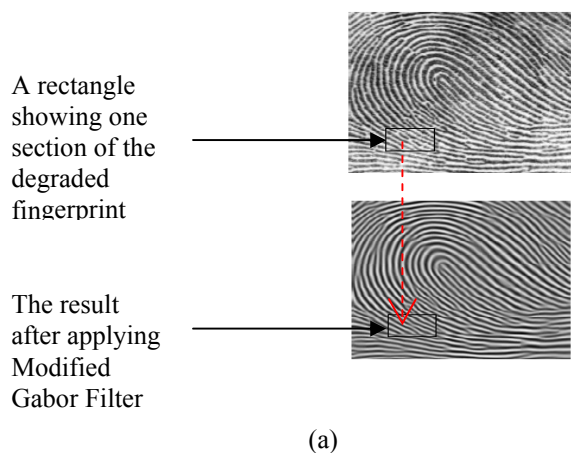 A rectangle
showing one
section of the
degraded
fingerprint
The result
after applying
Modified
Gabor Filter
(a)